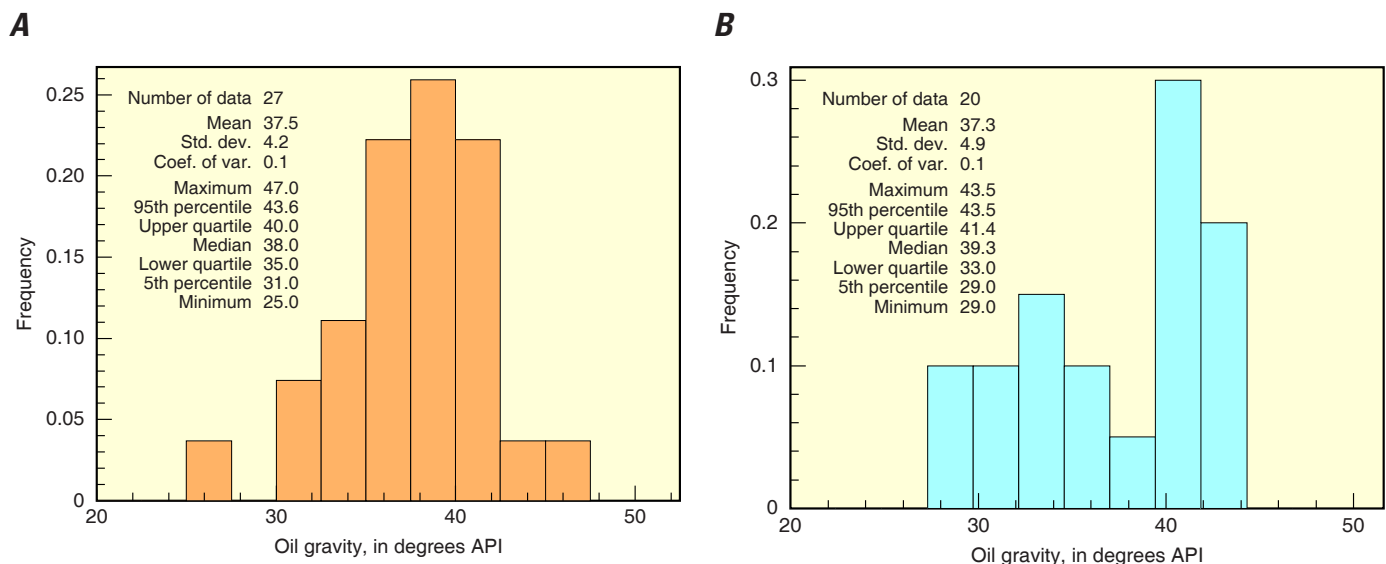 A
Number of data 27
Mean 37.5
Std. dev. 4.2
Coef. of var. 0.1
Maximum 47.0
95th percentile 43.6
Upper quartile 40.0
Median 38.0
Lower quartile 35.0
5th percentile 31.0
Minimum 25.0
Frequency
0.25
0.20
0.15
0.10
0.05
0
20 30 40 50
Oil gravity, in degrees API
B
Number of data 20
Mean 37.3
Std. dev. 4.9
Coef. of var. 0.1
Maximum 43.5
95th percentile 43.5
Upper quartile 41.4
Median 39.3
Lower quartile 33.0
5th percentile 29.0
Minimum 29.0
Frequency
0.3
0.2
0.1
0
20 30 40 50
Oil gravity, in degrees API